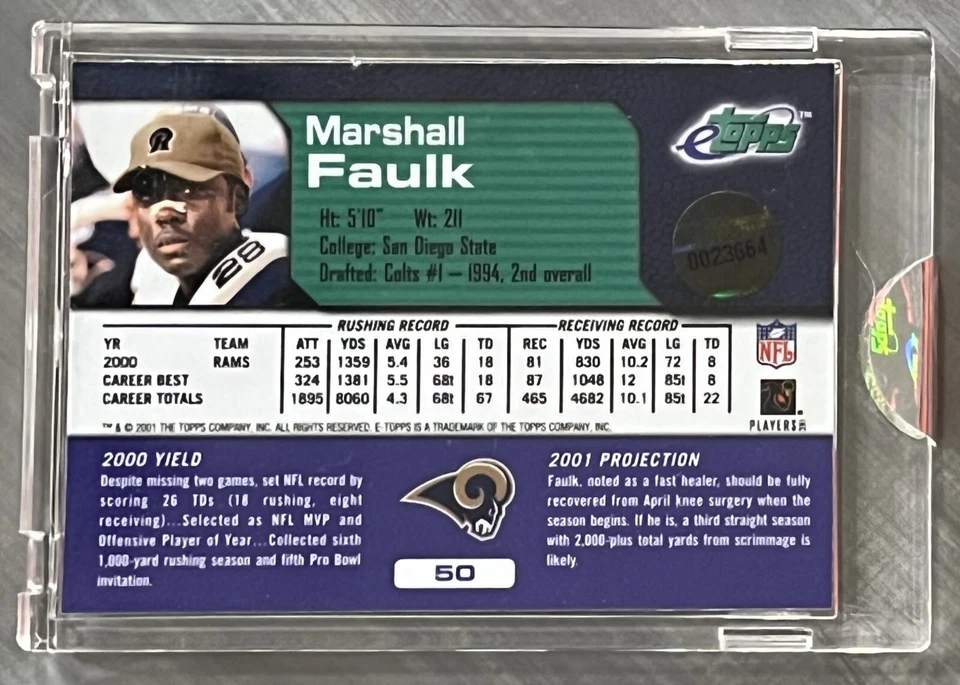 Marshall
Faulk
eTopps™
Ht: 5'10" Wt: 211
College: San Diego State
Drafted: Colts #1 – 1994, 2nd overall
0023664
28
R
topps
RUSHING RECORD RECEIVING RECORD
YR TEAM ATT YDS AVG LG TD REC YDS AVG LG TD
2000 RAMS 253 1359 5.4 36 18 81 830 10.2 72 8
CAREER BEST 324 1381 5.5 68t 18 87 1048 12 85t 8
CAREER TOTALS 1895 8060 4.3 68t 67 465 4682 10.1 85t 22
NFL
PLAYERS INC
™ & © 2001 THE TOPPS COMPANY, INC. ALL RIGHTS RESERVED. E-TOPPS IS A TRADEMARK OF THE TOPPS COMPANY, INC.
2000 YIELD
Despite missing two games, set NFL record by
scoring 26 TDs (18 rushing, eight
receiving)...Selected as NFL MVP and
Offensive Player of Year...Collected sixth
1,000-yard rushing season and fifth Pro Bowl
invitation.
50
2001 PROJECTION
Faulk, noted as a fast healer, should be fully
recovered from April knee surgery when the
season begins. If he is, a third straight season
with 2,000-plus total yards from scrimmage is
likely.